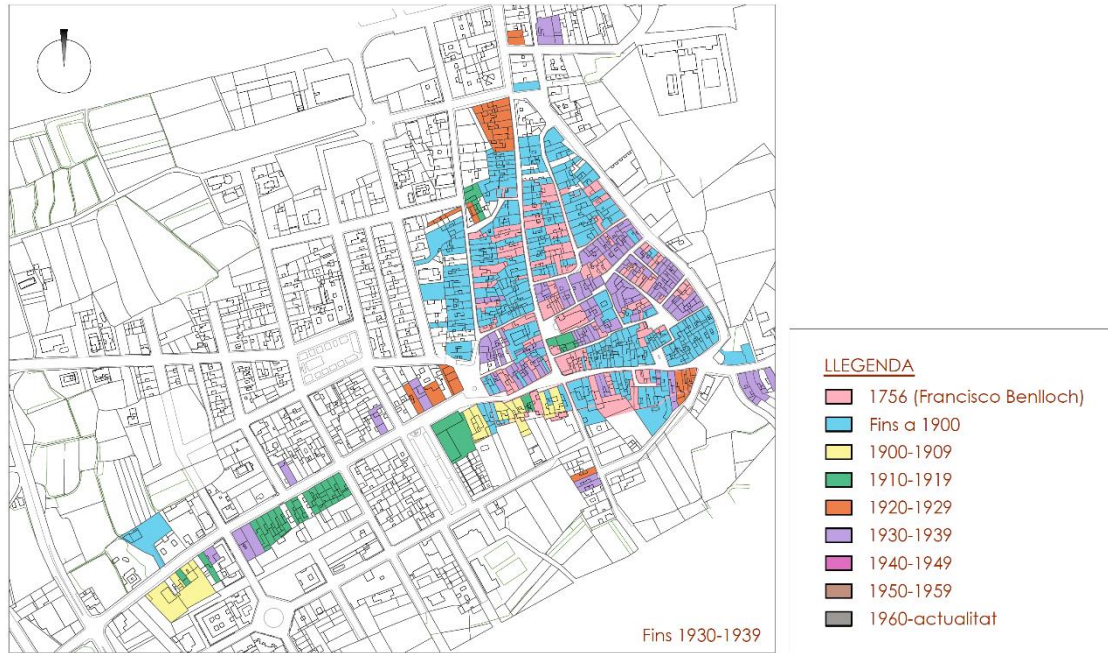 Fins 1930-1939
LLEGENDA
1756 (Francisco Benlloch)
Fins a 1900
1900-1909
1910-1919
1920-1929
1930-1939
1940-1949
1950-1959
1960-actualitat